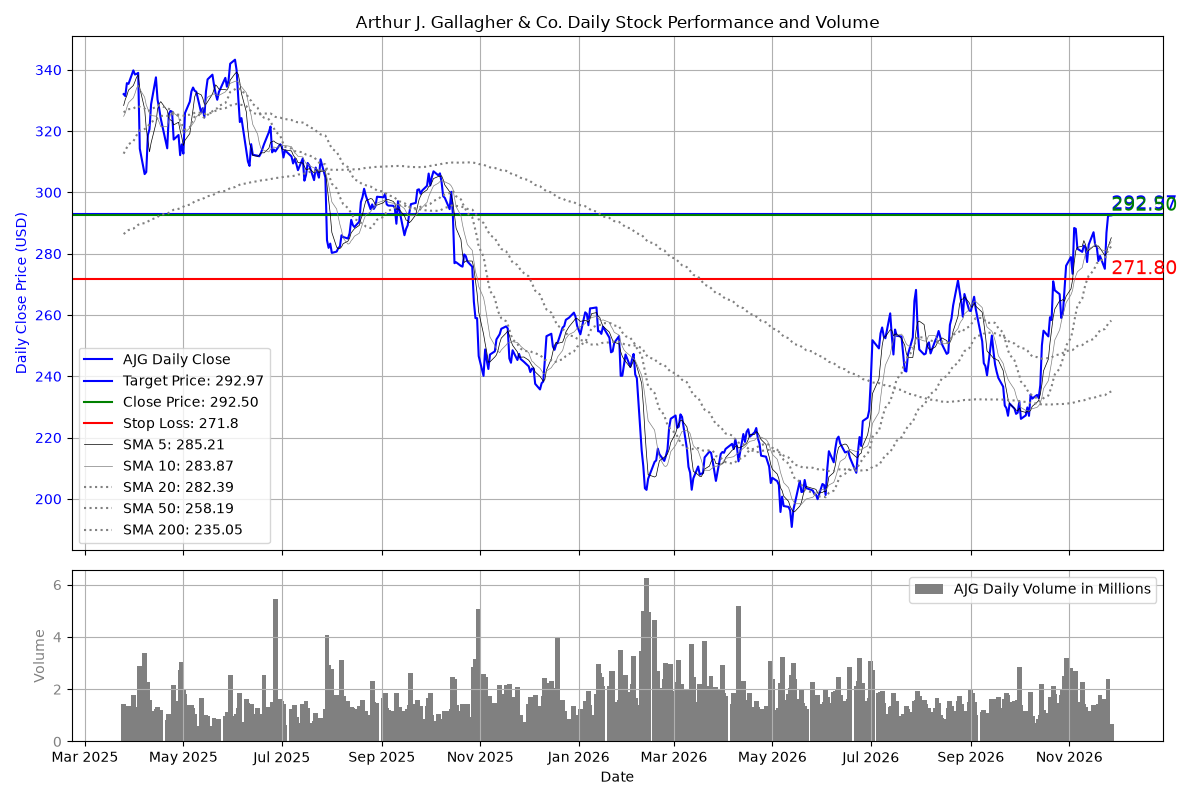 Arthur J. Gallagher & Co. Daily Stock Performance and Volume
Daily Close Price (USD)
340
320
300
280
260
240
220
200
292.97
292.50
271.80
AJG Daily Close
Target Price: 292.97
Close Price: 292.50
Stop Loss: 271.8
SMA 5: 285.21
SMA 10: 283.87
SMA 20: 282.39
SMA 50: 258.19
SMA 200: 235.05
Volume
6
4
2
0
AJG Daily Volume in Millions
Mar 2025 May 2025 Jul 2025 Sep 2025 Nov 2025 Jan 2026 Mar 2026 May 2026 Jul 2026 Sep 2026 Nov 2026
Date